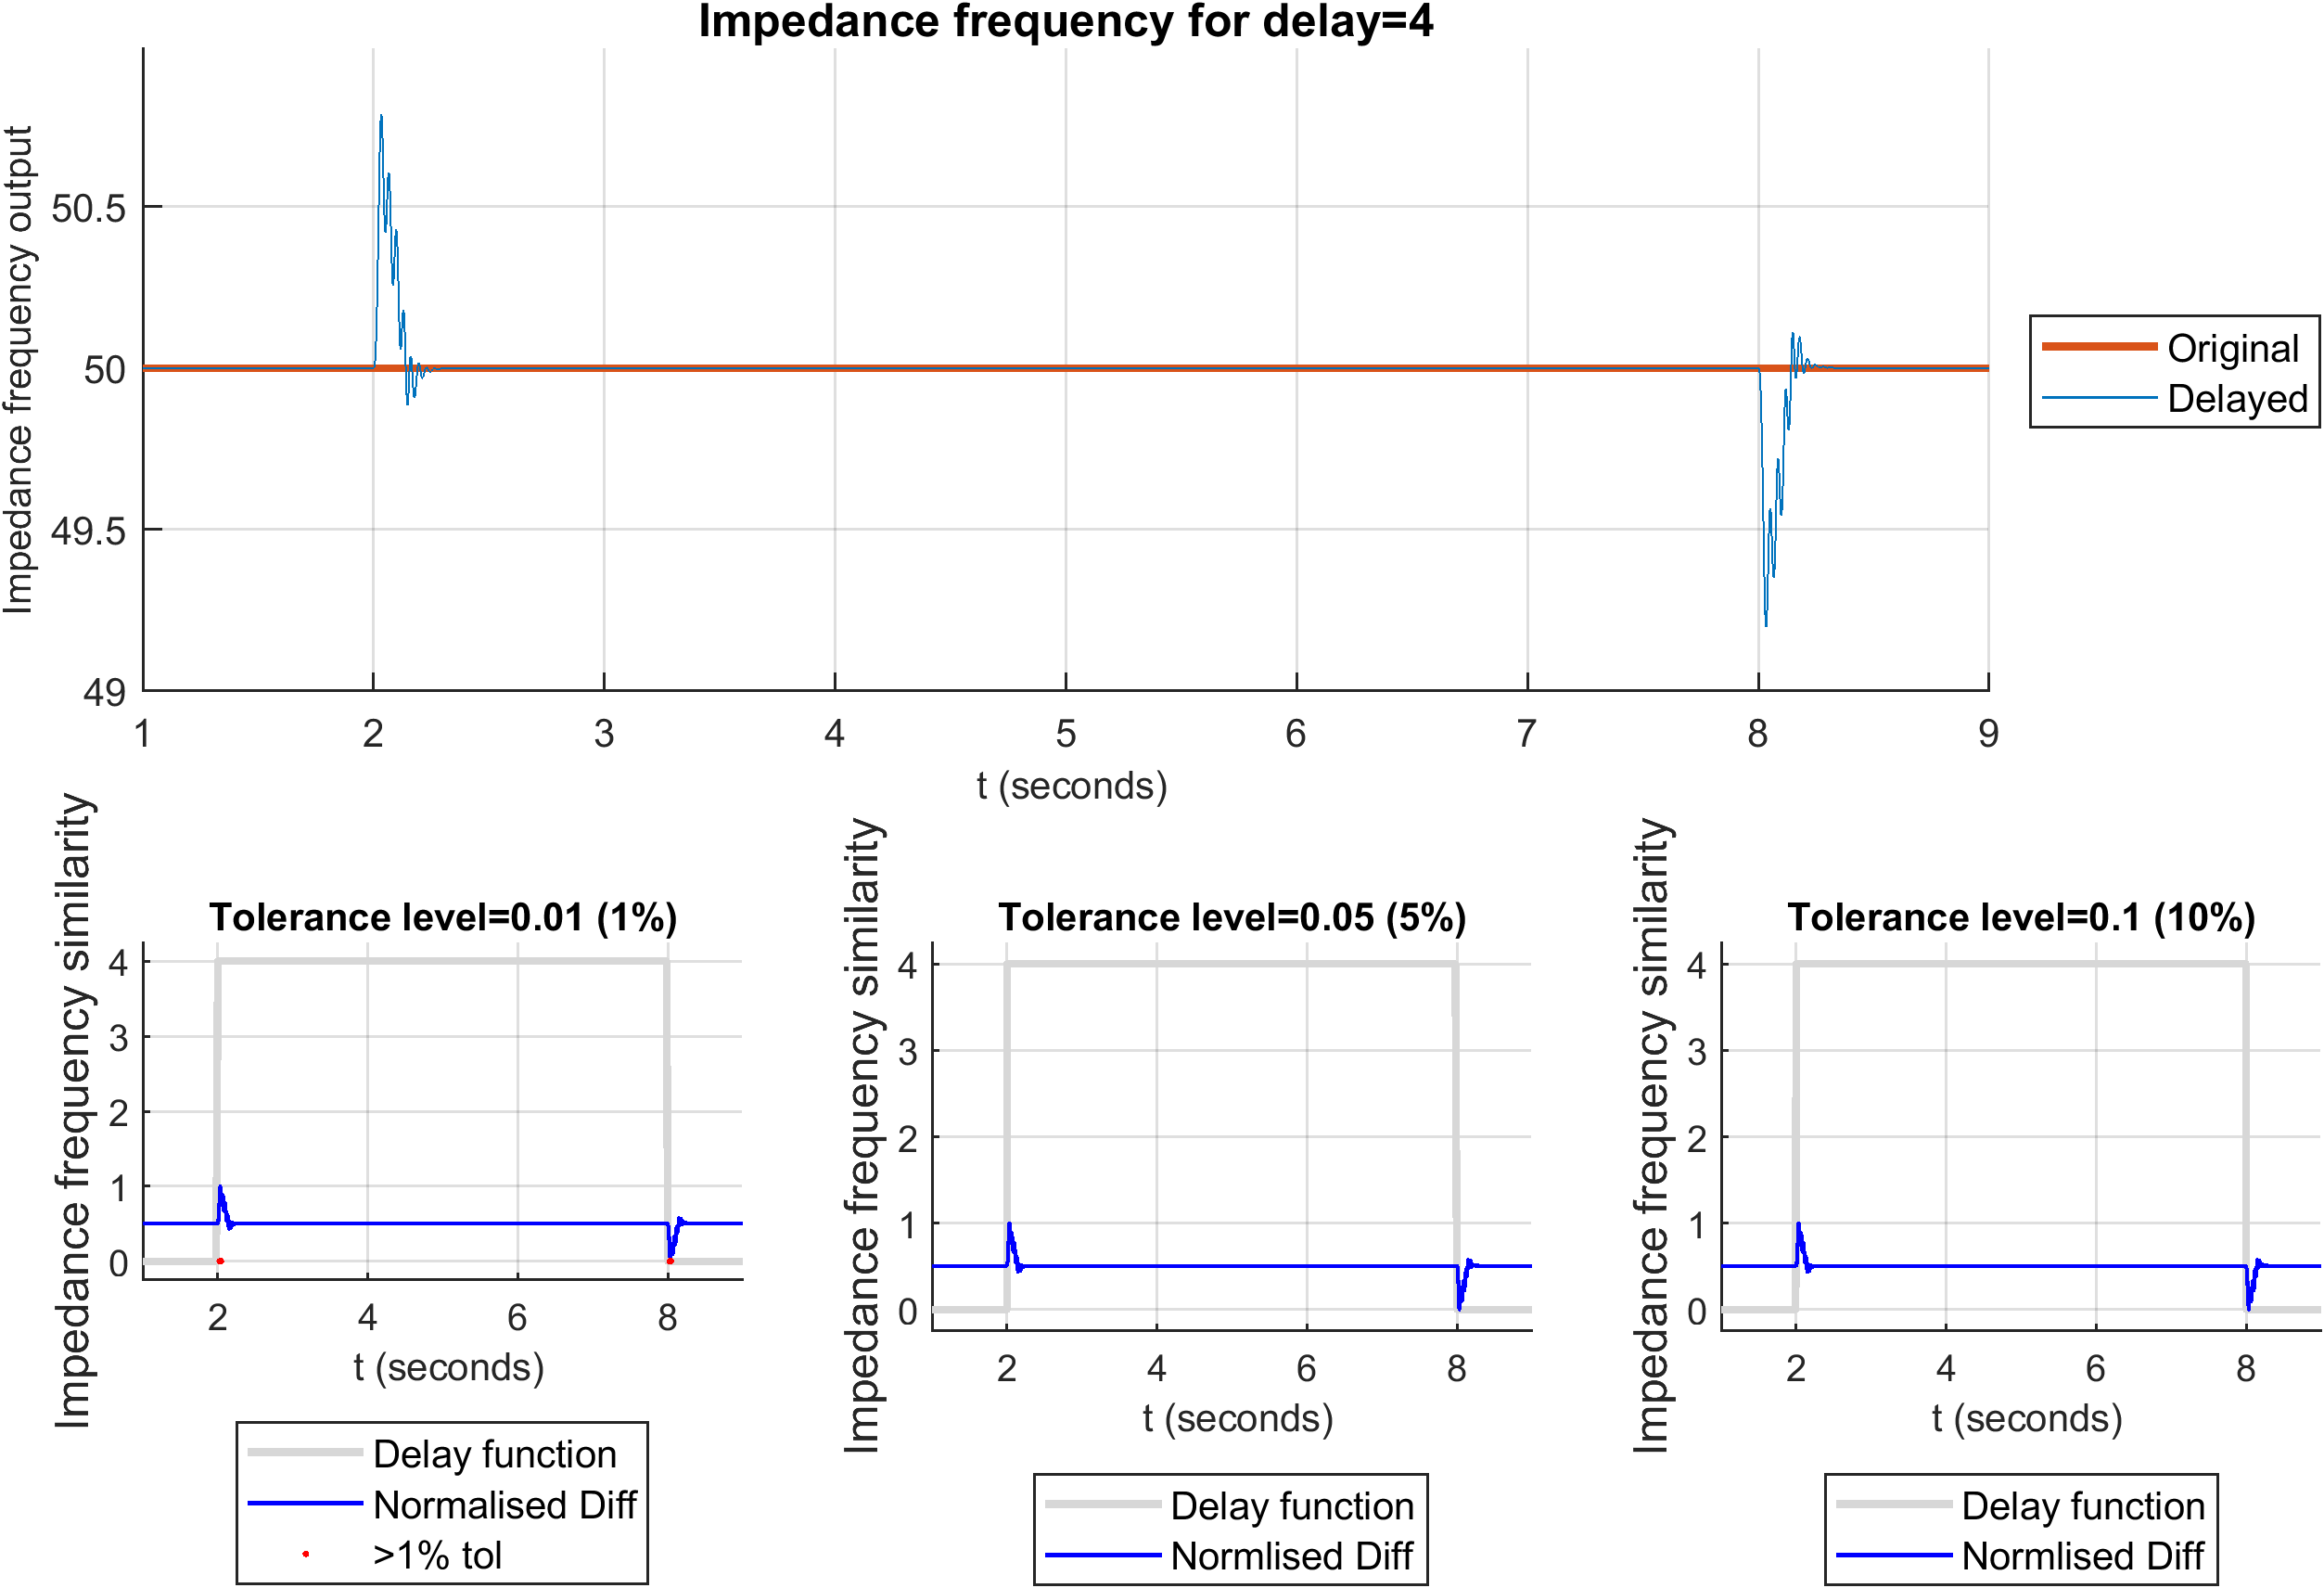 Impedance frequency for delay=4
Impedance frequency output
50.5
50
49.5
49
1 2 3 4 5 6 7 8 9
t (seconds)
Original
Delayed
Tolerance level=0.01 (1%)
Impedance frequency similarity
4
3
2
1
0
2 4 6 8
t (seconds)
Delay function
Normalised Diff
>1% tol
Tolerance level=0.05 (5%)
Impedance frequency similarity
4
3
2
1
0
2 4 6 8
t (seconds)
Delay function
Normlised Diff
Tolerance level=0.1 (10%)
Impedance frequency similarity
4
3
2
1
0
2 4 6 8
t (seconds)
Delay function
Normlised Diff